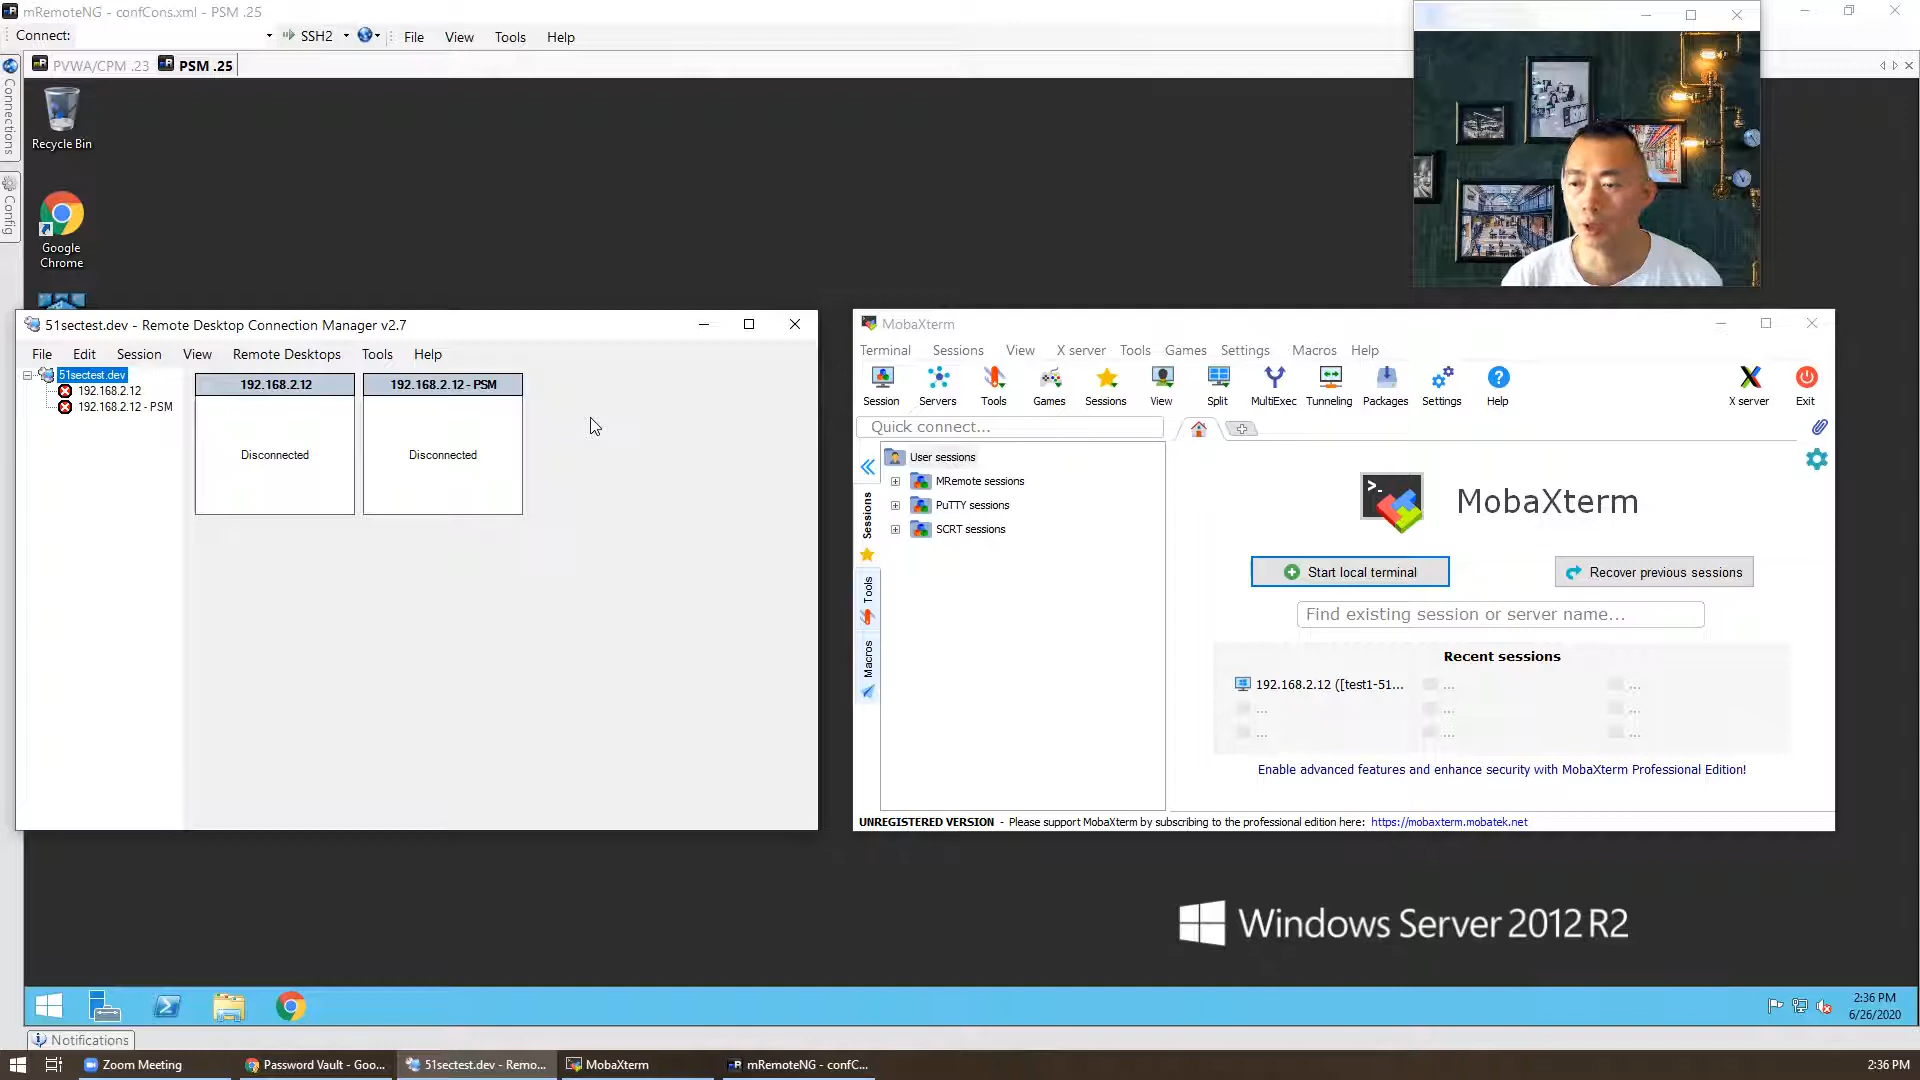 mRemoteNG - confCons.xml - PSM .25
Connect:
SSH2
File
View
Tools
Help
PVWA/CPM .23
PSM .25
Connections
Config
Recycle Bin
Google
Chrome
51sectest.dev - Remote Desktop Connection Manager v2.7
File
Edit
Session
View
Remote Desktops
Tools
Help
51sectest.dev
192.168.2.12
192.168.2.12 - PSM
192.168.2.12
192.168.2.12 - PSM
Disconnected
Disconnected
MobaXterm
Terminal
Sessions
View
X server
Tools
Games
Settings
Macros
Help
Session
Servers
Tools
Games
Sessions
View
Split
MultiExec
Tunneling
Packages
Settings
Help
X server
Exit
Quick connect...
Sessions
Tools
Macros
User sessions
MRemote sessions
PuTTY sessions
SCRT sessions
MobaXterm
Start local terminal
Recover previous sessions
Find existing session or server name...
Recent sessions
192.168.2.12 ([test1-51...
...
...
...
...
...
...
...
...
Enable advanced features and enhance security with MobaXterm Professional Edition!
UNREGISTERED VERSION - Please support MobaXterm by subscribing to the professional edition here: https://mobaxterm.mobatek.net
Windows Server 2012 R2
2:36 PM
6/26/2020
Notifications
Zoom Meeting
Password Vault - Goo...
51sectest.dev - Remo...
MobaXterm
mRemoteNG - confC...
2:36 PM